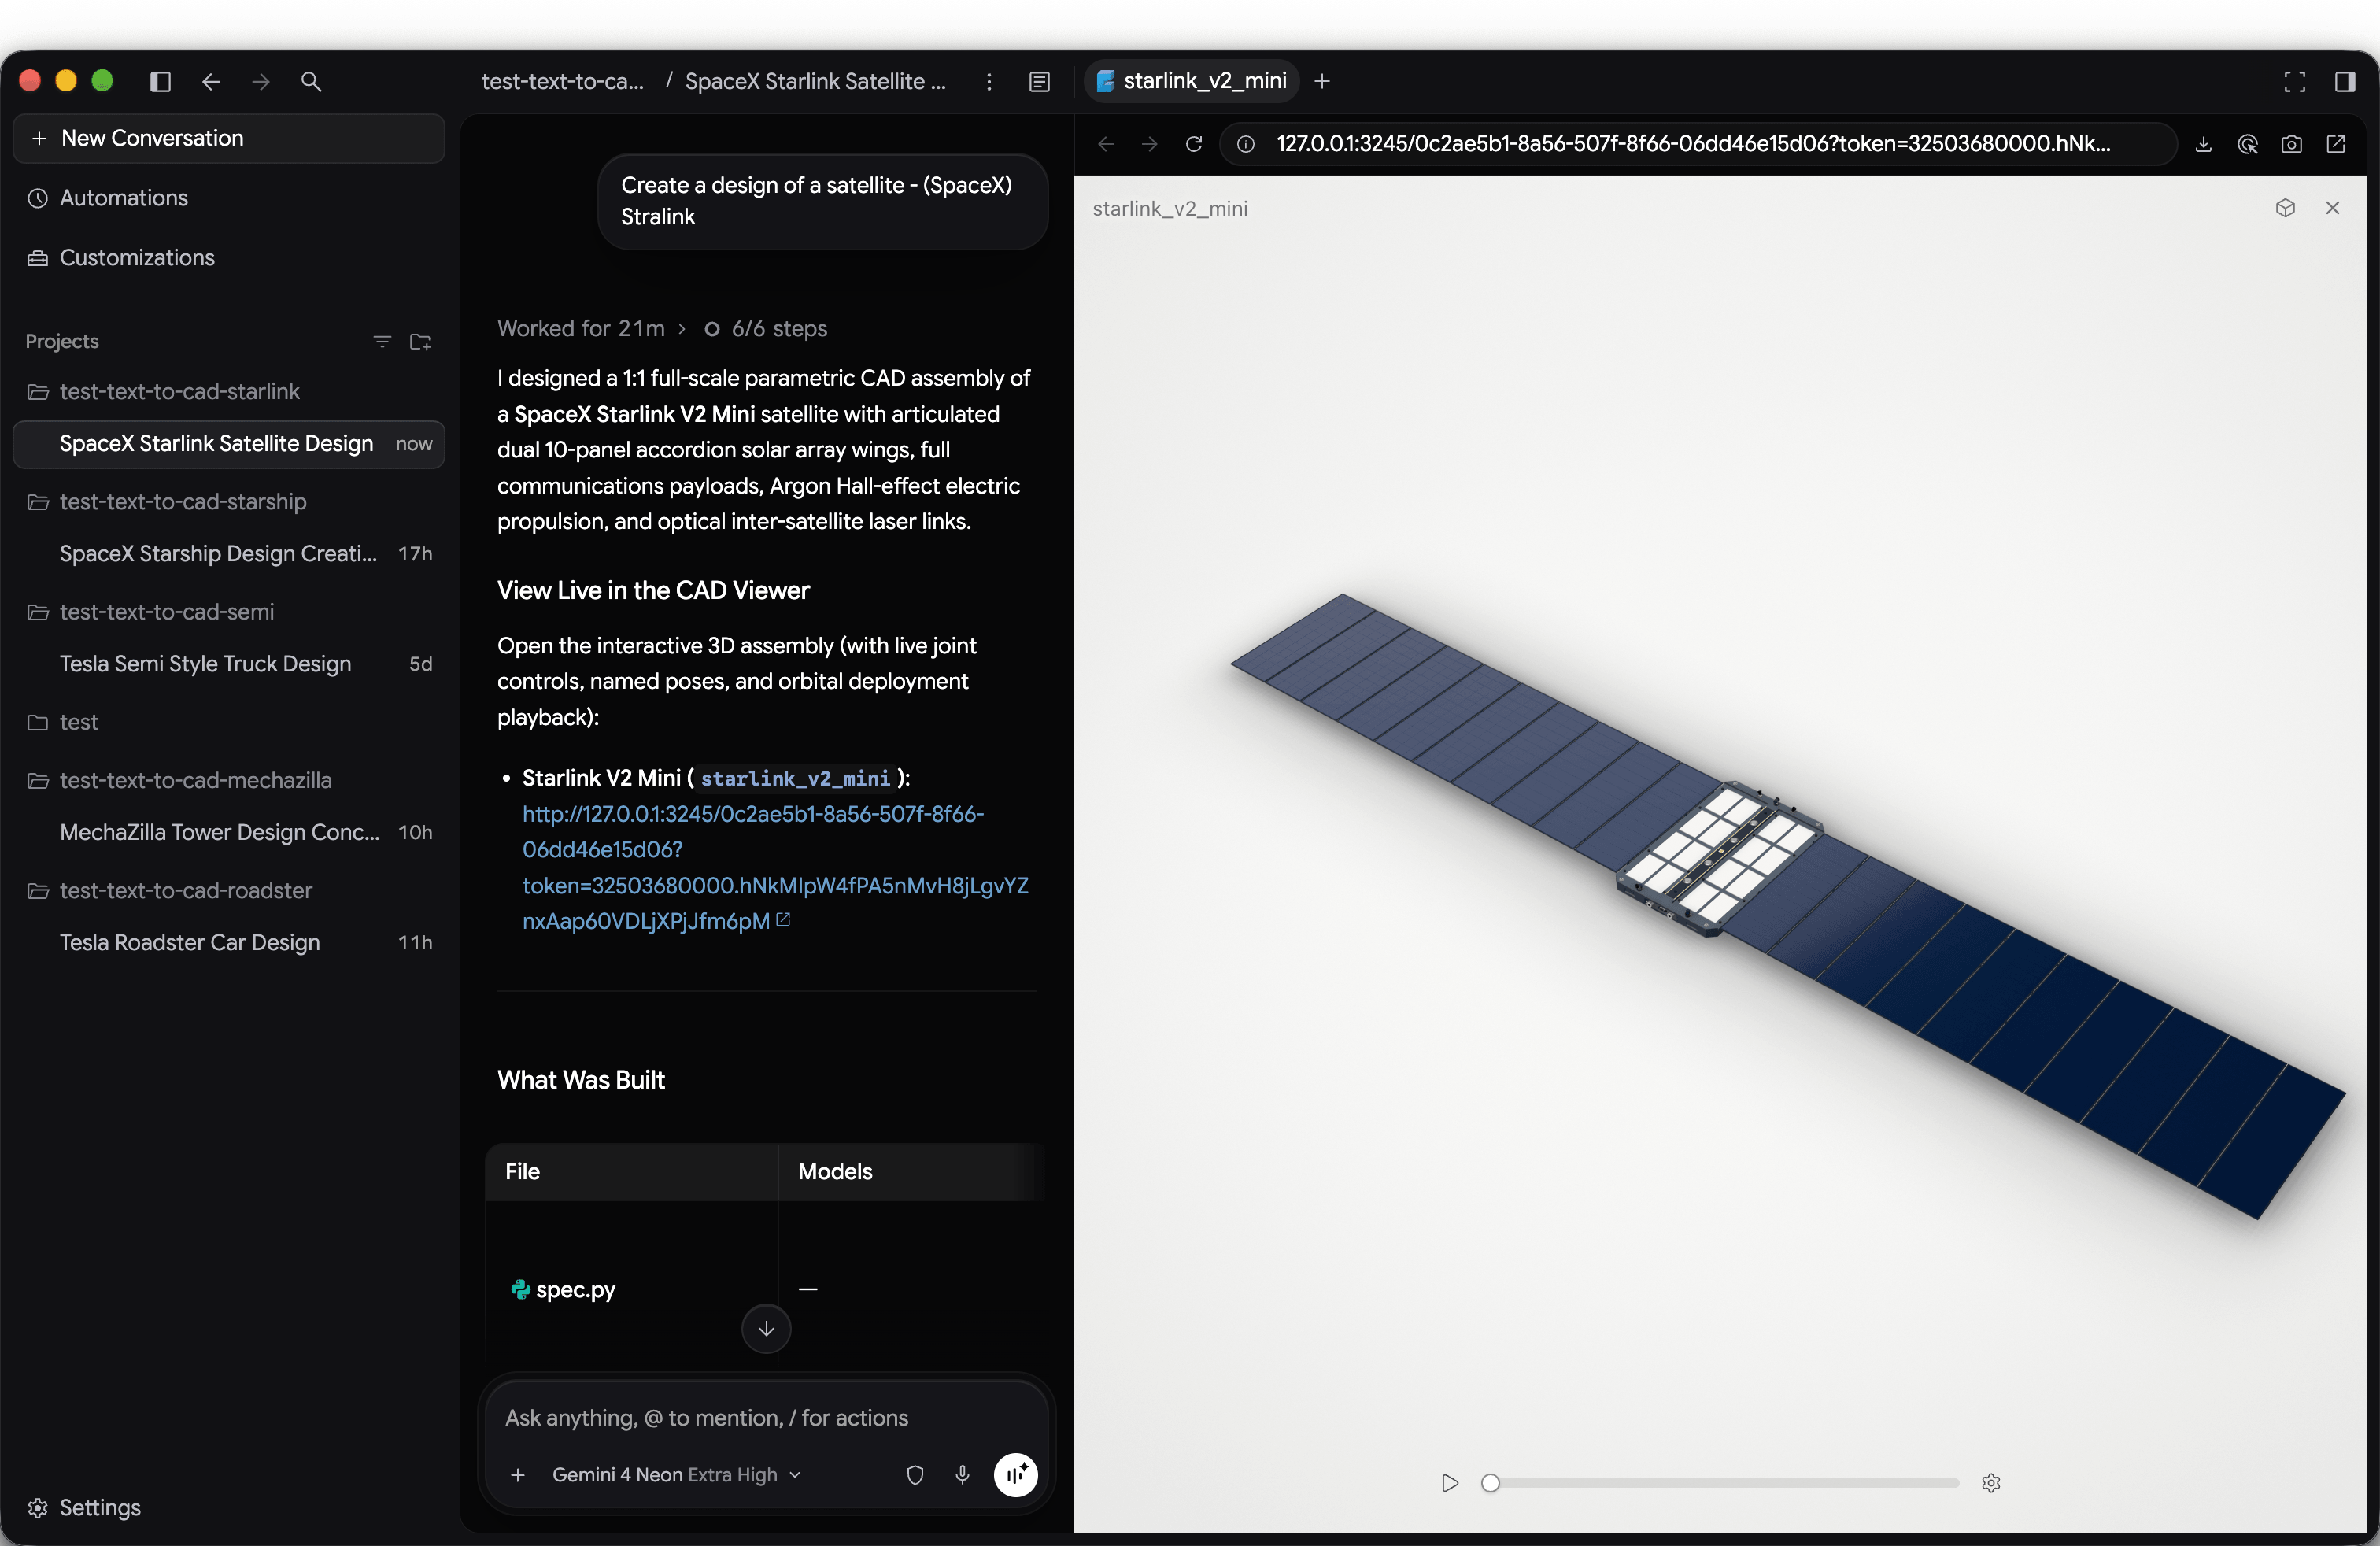 test-text-to-ca... / SpaceX Starlink Satellite ...
starlink_v2_mini
New Conversation
Automations
Customizations
Projects
test-text-to-cad-starlink
SpaceX Starlink Satellite Design now
test-text-to-cad-starship
SpaceX Starship Design Creati... 17h
test-text-to-cad-semi
Tesla Semi Style Truck Design 5d
test
test-text-to-cad-mechazilla
MechaZilla Tower Design Conc... 10h
test-text-to-cad-roadster
Tesla Roadster Car Design 11h
Settings
Create a design of a satellite - (SpaceX)
Stralink
Worked for 21m > 6/6 steps
I designed a 1:1 full-scale parametric CAD assembly of
a SpaceX Starlink V2 Mini satellite with articulated
dual 10-panel accordion solar array wings, full
communications payloads, Argon Hall-effect electric
propulsion, and optical inter-satellite laser links.
View Live in the CAD Viewer
Open the interactive 3D assembly (with live joint
controls, named poses, and orbital deployment
playback):
• Starlink V2 Mini ( starlink_v2_mini ):
http://127.0.0.1:3245/0c2ae5b1-8a56-507f-8f66-
06dd46e15d06?
token=32503680000.hNkMIpW4fPA5nMvH8jLgvYZ
nxAap60VDLjXPjJfm6pM
What Was Built
File Models
spec.py —
Ask anything, @ to mention, / for actions
Gemini 4 Neon Extra High
127.0.0.1:3245/0c2ae5b1-8a56-507f-8f66-06dd46e15d06?token=32503680000.hNk...
starlink_v2_mini